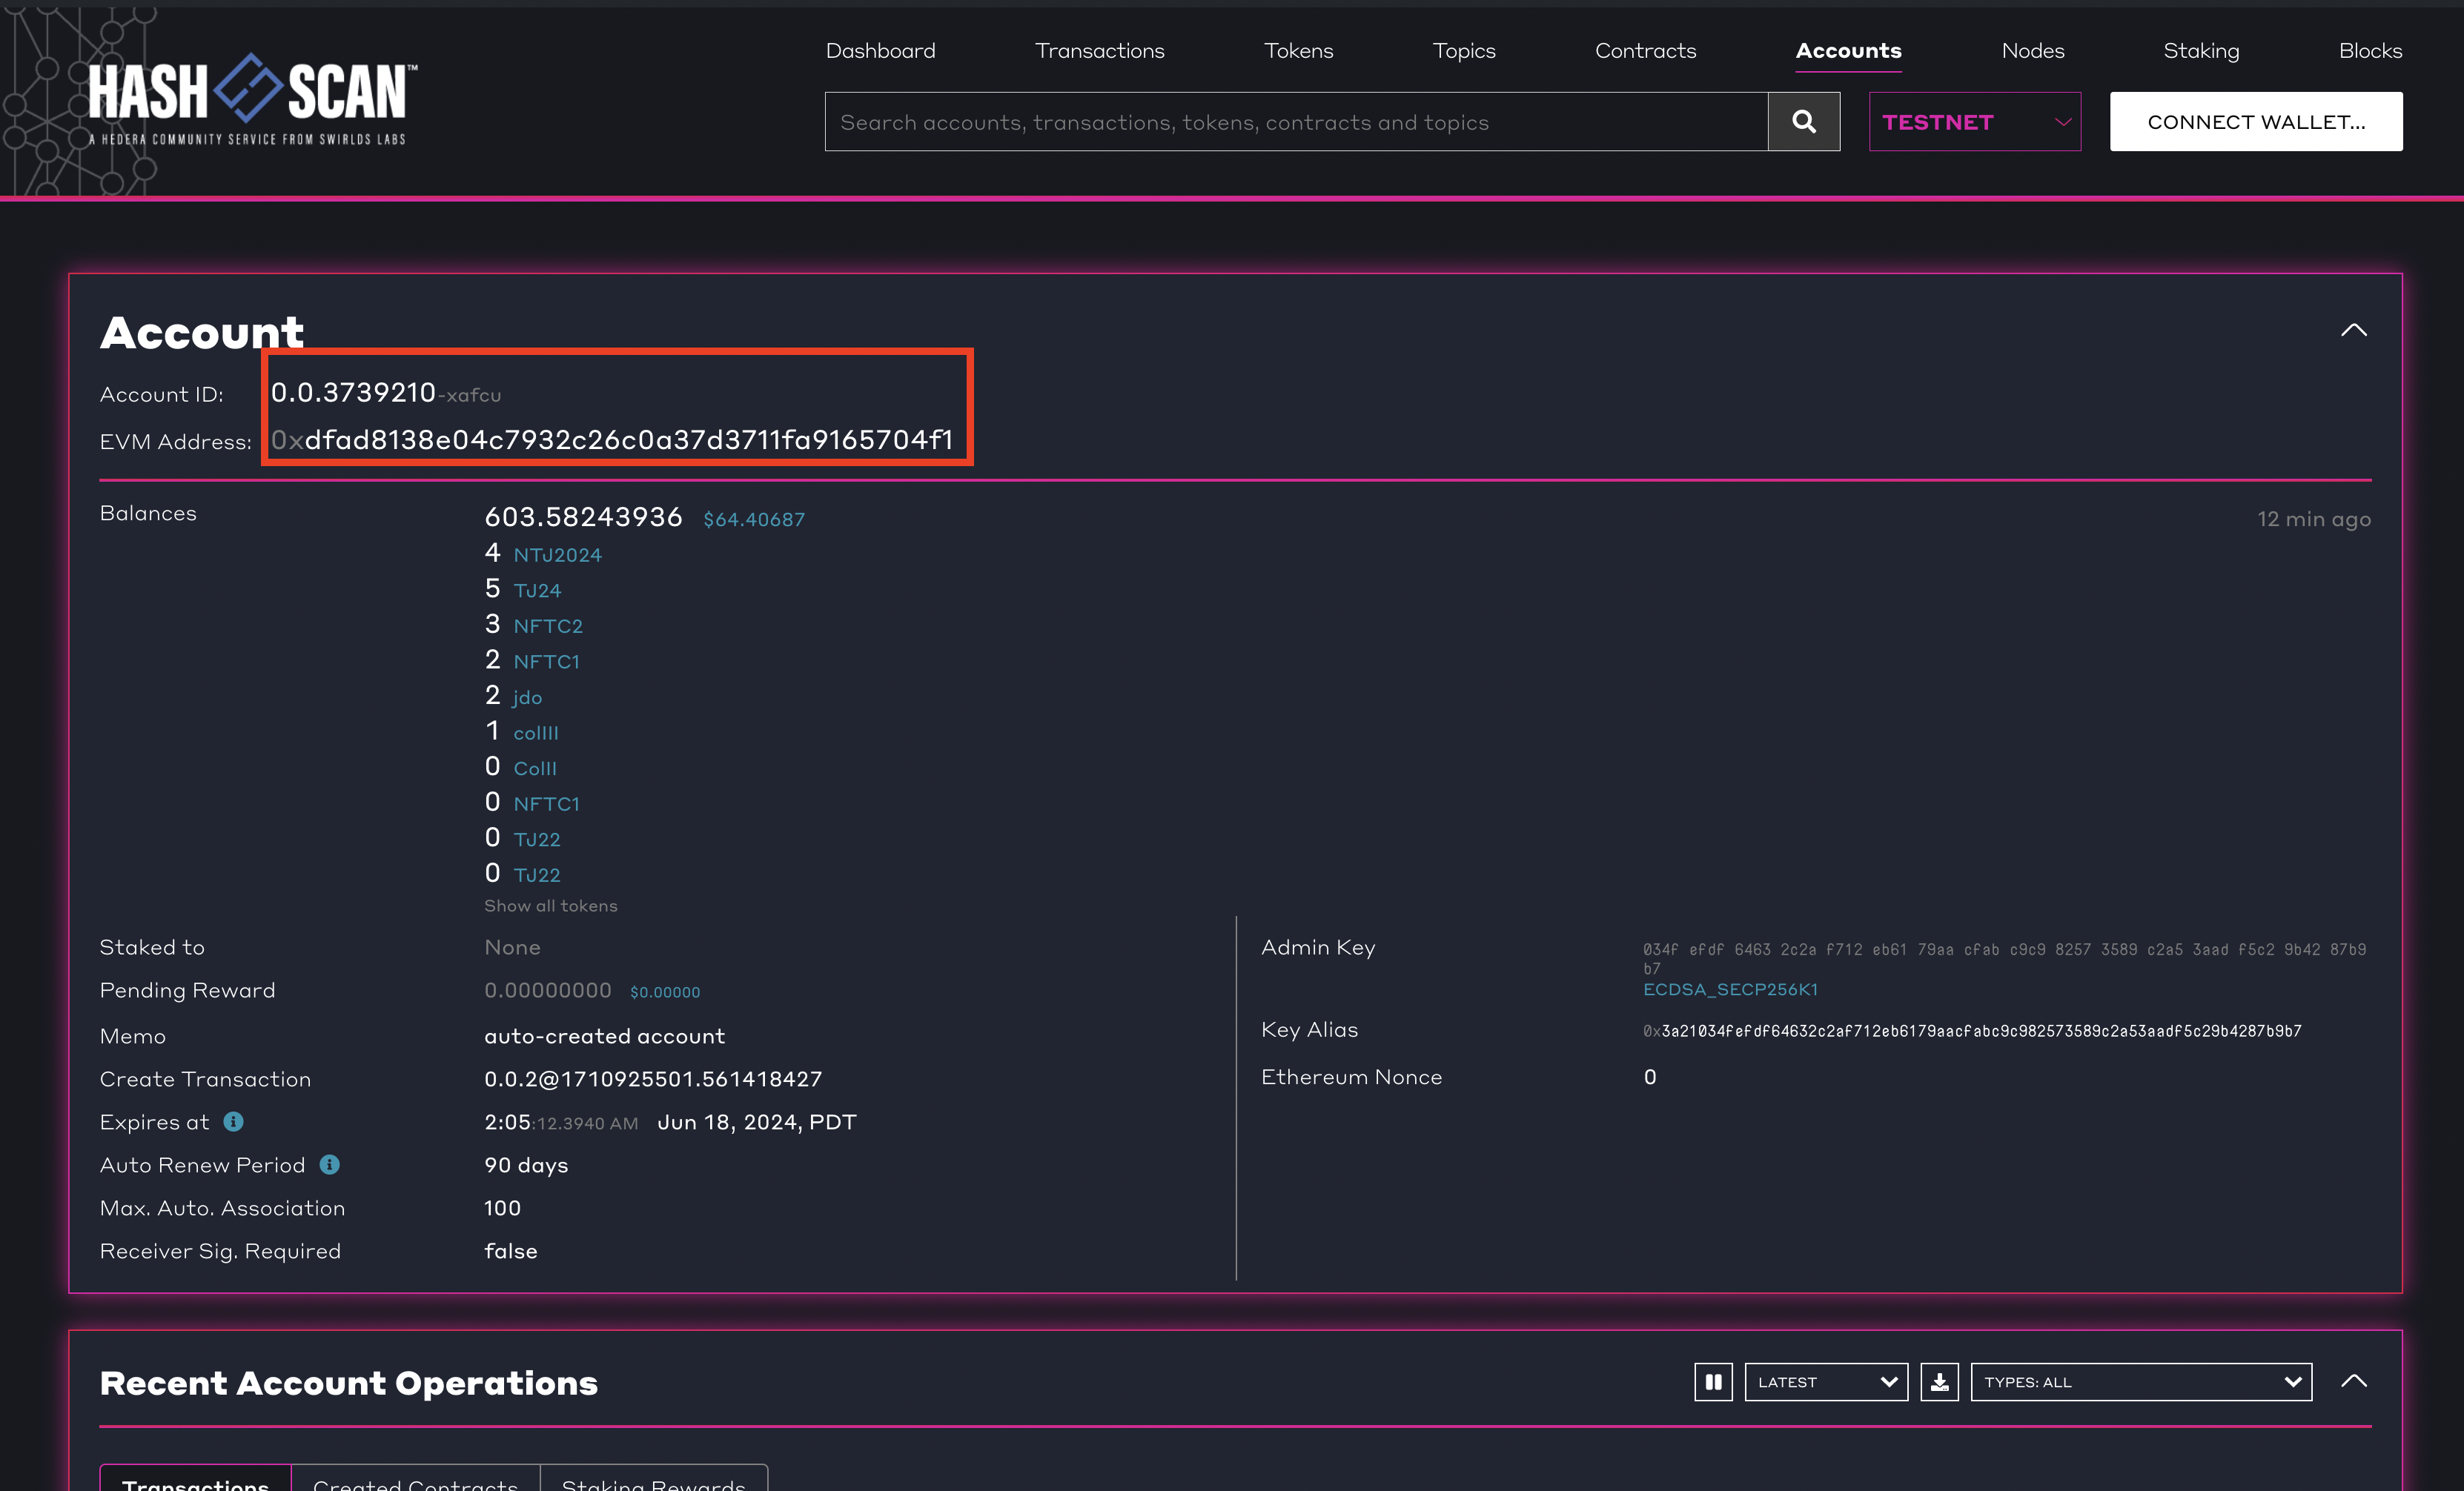 Dashboard Transactions Tokens Topics Contracts Accounts Nodes Staking Blocks
HASH SCAN™
A HEDERA COMMUNITY SERVICE FROM SWIRLDS LABS
Search accounts, transactions, tokens, contracts and topics
TESTNET
CONNECT WALLET...
Account
Account ID: 0.0.3739210-xafcu
EVM Address: 0xdfad8138e04c7932c26c0a37d3711fa9165704f1
Balances 603.58243936 $64.40687 12 min ago
4 NTJ2024
5 TJ24
3 NFTC2
2 NFTC1
2 jdo
1 colIII
0 ColII
0 NFTC1
0 TJ22
0 TJ22
Show all tokens
Staked to None
Pending Reward 0.00000000 $0.00000
Memo auto-created account
Create Transaction 0.0.2@1710925501.561418427
Expires at 2:05:12.3940 AM Jun 18, 2024, PDT
Auto Renew Period 90 days
Max. Auto. Association 100
Receiver Sig. Required false
Admin Key 034f efdf 6463 2c2a f712 eb61 79aa cfab c9c9 8257 3589 c2a5 3aad f5c2 9b42 87b9
b7
ECDSA_SECP256K1
Key Alias 0x3a21034fefdf64632c2af712eb6179aacfabc9c982573589c2a53aadf5c29b4287b9b7
Ethereum Nonce 0
Recent Account Operations
LATEST
TYPES: ALL
Transactions Created Contracts Staking Rewards